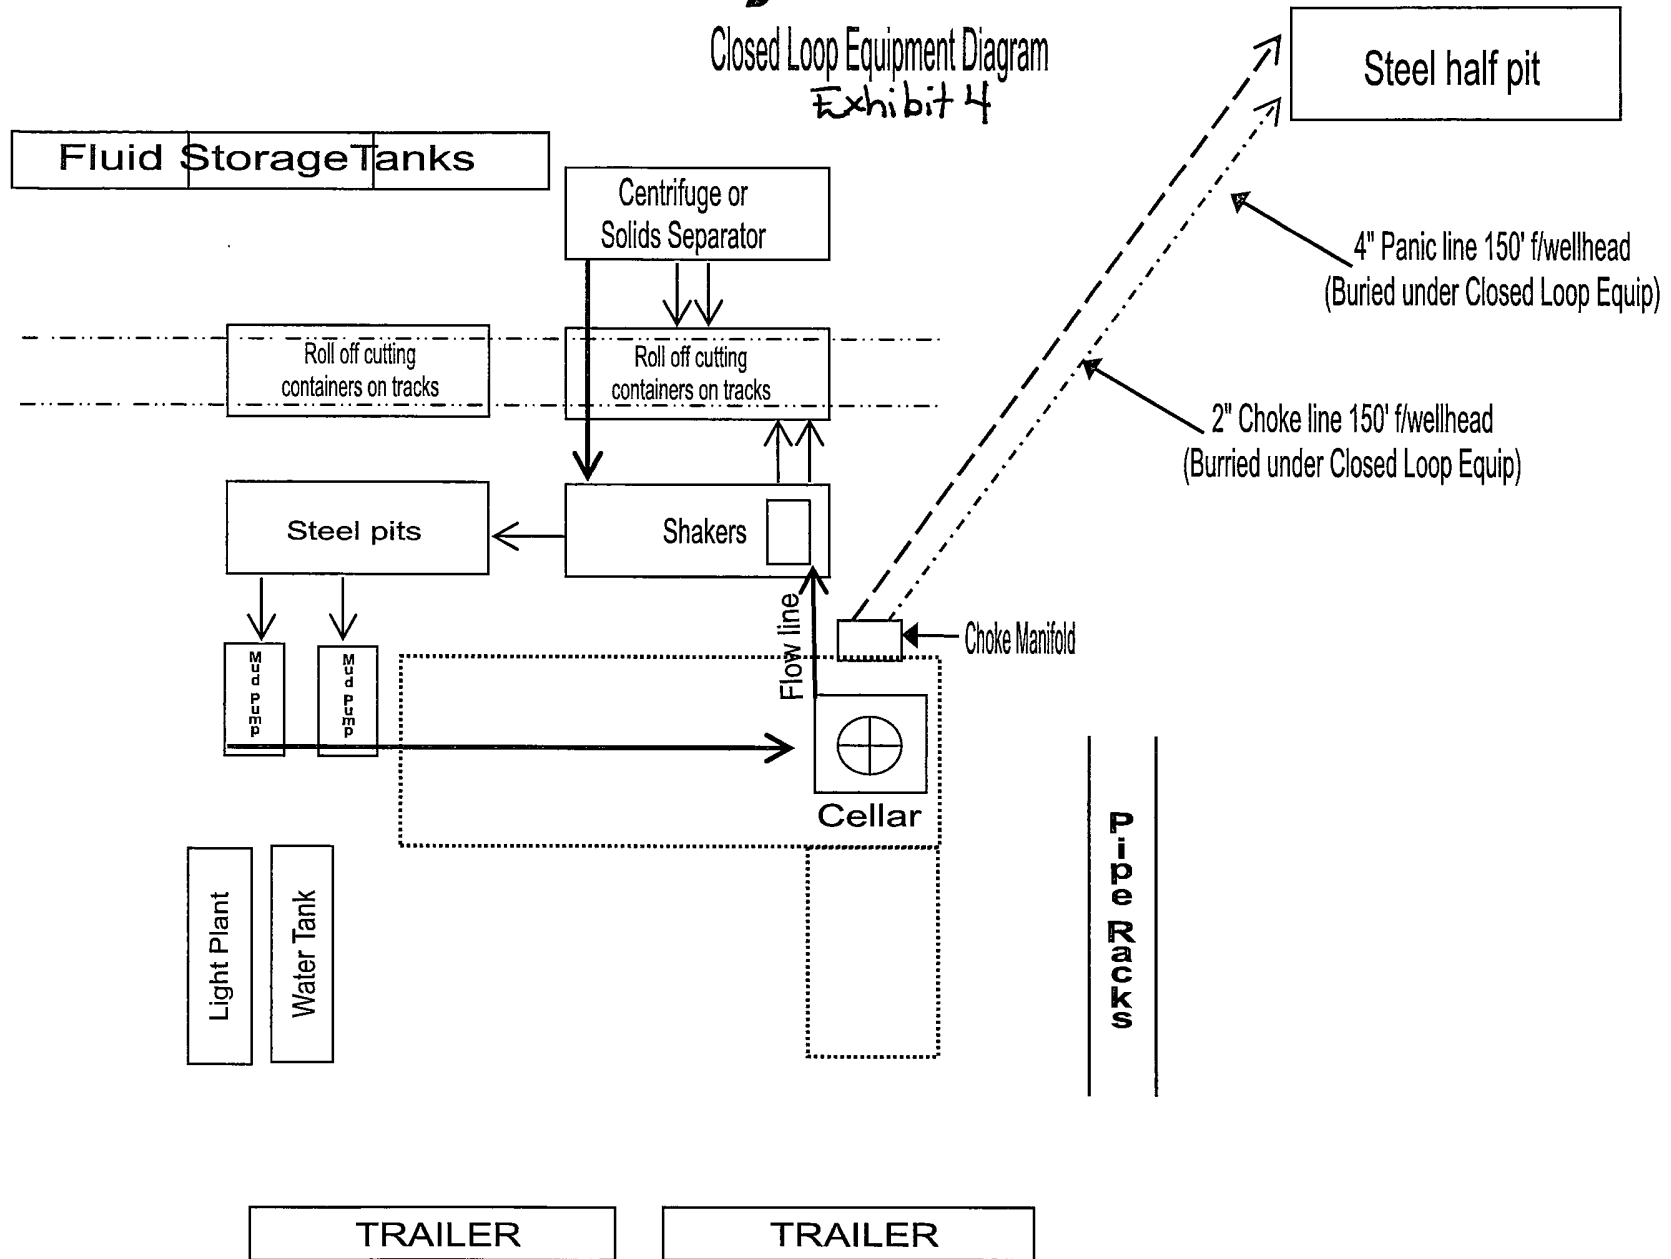 Closed Loop Equipment Diagram
Exhibit 4
Steel half pit
Fluid StorageTanks
Centrifuge or
Solids Separator
4" Panic line 150' f/wellhead
(Buried under Closed Loop Equip)
Roll off cutting
containers on tracks
Roll off cutting
containers on tracks
2" Choke line 150' f/wellhead
(Burried under Closed Loop Equip)
Steel pits
Shakers
Flow line
Choke Manifold
Mud Pump
Mud Pump
Cellar
Pipe Racks
Light Plant
Water Tank
TRAILER
TRAILER